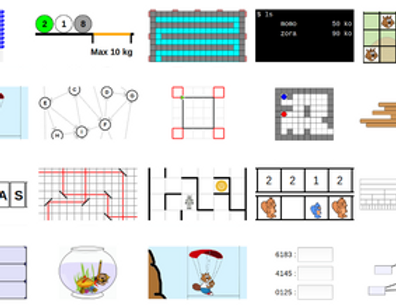 2 1 8
Max 10 kg
$ ls
momo 50 ko
zora 90 ko
C D G
E
F
H I
A S
2 2 1 2
6183 :
4145 :
0125 :